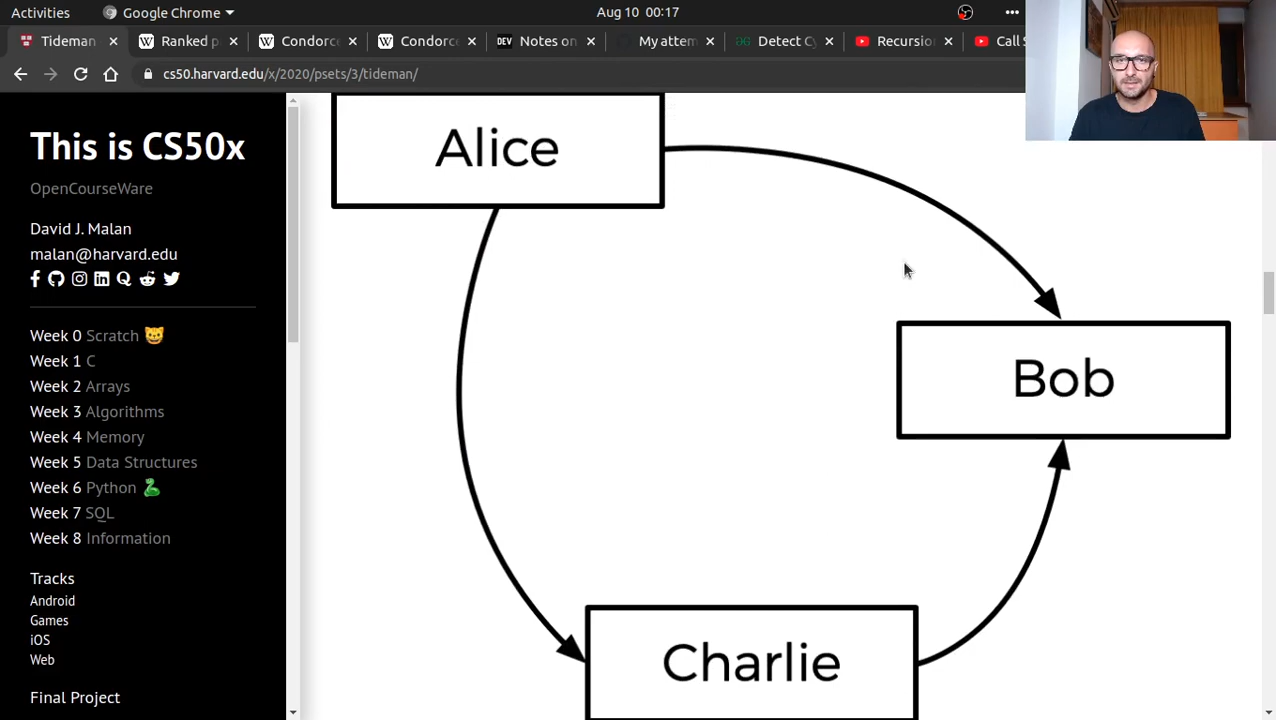 Activities
Google Chrome
Aug 10 00:17
Tideman
Ranked p
Condorc
Condorce
DEV Notes on
My attem
Detect Cy
Recursio
Call S
cs50.harvard.edu/x/2020/psets/3/tideman/
This is CS50x
OpenCourseWare
David J. Malan
malan@harvard.edu
Week 0 Scratch
Week 1 C
Week 2 Arrays
Week 3 Algorithms
Week 4 Memory
Week 5 Data Structures
Week 6 Python
Week 7 SQL
Week 8 Information
Tracks
Android
Games
iOS
Web
Final Project
Alice
Bob
Charlie